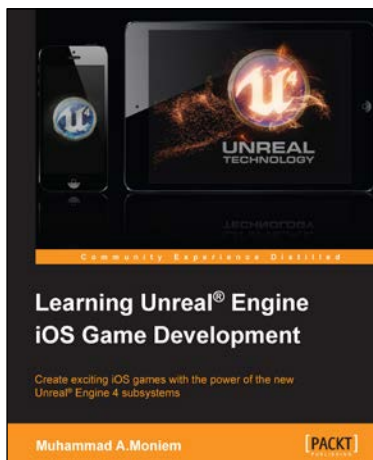 UNREAL
TECHNOLOGY
Community Experience Distilled
Learning Unreal® Engine
iOS Game Development
Create exciting iOS games with the power of the new
Unreal® Engine 4 subsystems
Muhammad A.Moniem
[PACKT]
PUBLISHING